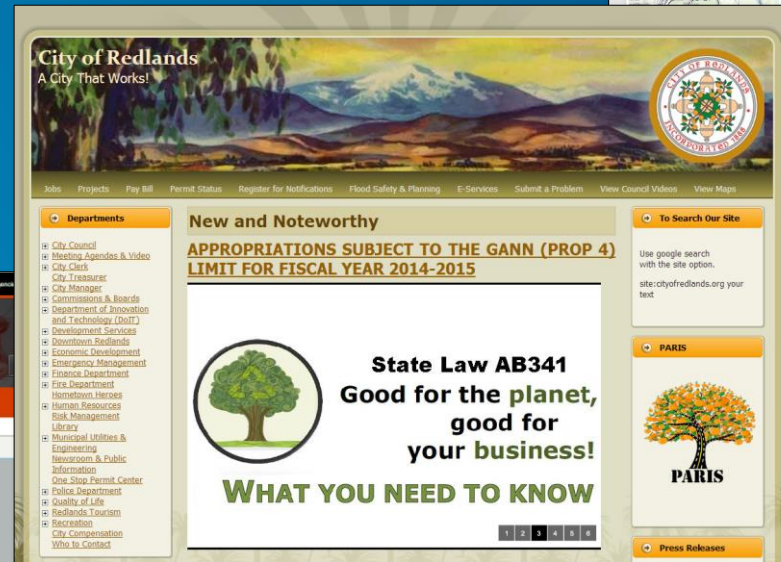 City of Redlands
A City That Works!
CITY OF REDLANDS
INCORPORATED 1888
Jobs Projects Pay Bill Permit Status Register for Notifications Flood Safety & Planning E-Services Submit a Problem View Council Videos View Maps
Departments
City Council
Meeting Agendas & Video
City Clerk
City Treasurer
City Manager
Commissions & Boards
Department of Innovation
and Technology (DoIT)
Development Services
Downtown Redlands
Economic Development
Emergency Management
Finance Department
Fire Department
Hometown Heroes
Human Resources
Risk Management
Library
Municipal Utilities &
Engineering
Newsroom & Public
Information
One Stop Permit Center
Police Department
Quality of Life
Redlands Tourism
Recreation
City Compensation
Who to Contact
New and Noteworthy
APPROPRIATIONS SUBJECT TO THE GANN (PROP 4)
LIMIT FOR FISCAL YEAR 2014-2015
State Law AB341
Good for the planet,
good for
your business!
WHAT YOU NEED TO KNOW
1 2 3 4 5 6
To Search Our Site
Use google search
with the site option.
site:cityofredlands.org your
text
PARIS
PARIS
Press Releases